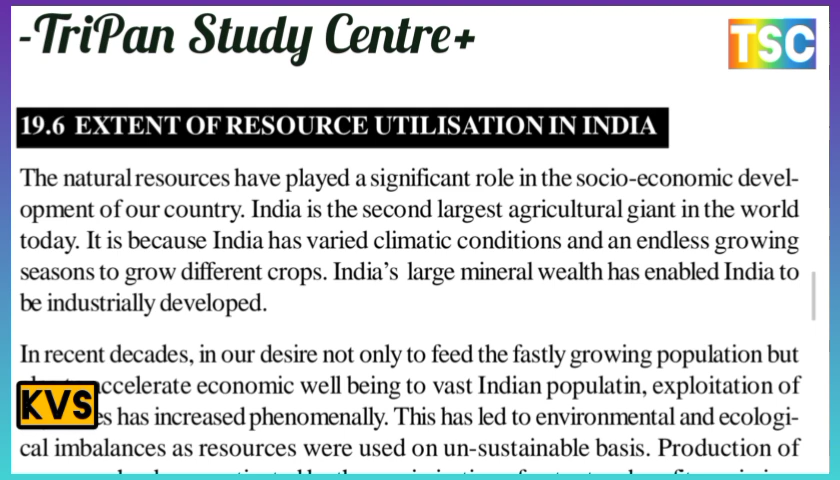 -TriPan Study Centre+
TSC
19.6 EXTENT OF RESOURCE UTILISATION IN INDIA
The natural resources have played a significant role in the socio-economic devel-
opment of our country. India is the second largest agricultural giant in the world
today. It is because India has varied climatic conditions and an endless growing
seasons to grow different crops. India's large mineral wealth has enabled India to
be industrially developed.
In recent decades, in our desire not only to feed the fastly growing population but
accelerate economic well being to vast Indian populatin, exploitation of
KVS
es has increased phenomenally. This has led to environmental and ecologi-
cal imbalances as resources were used on un-sustainable basis. Production of